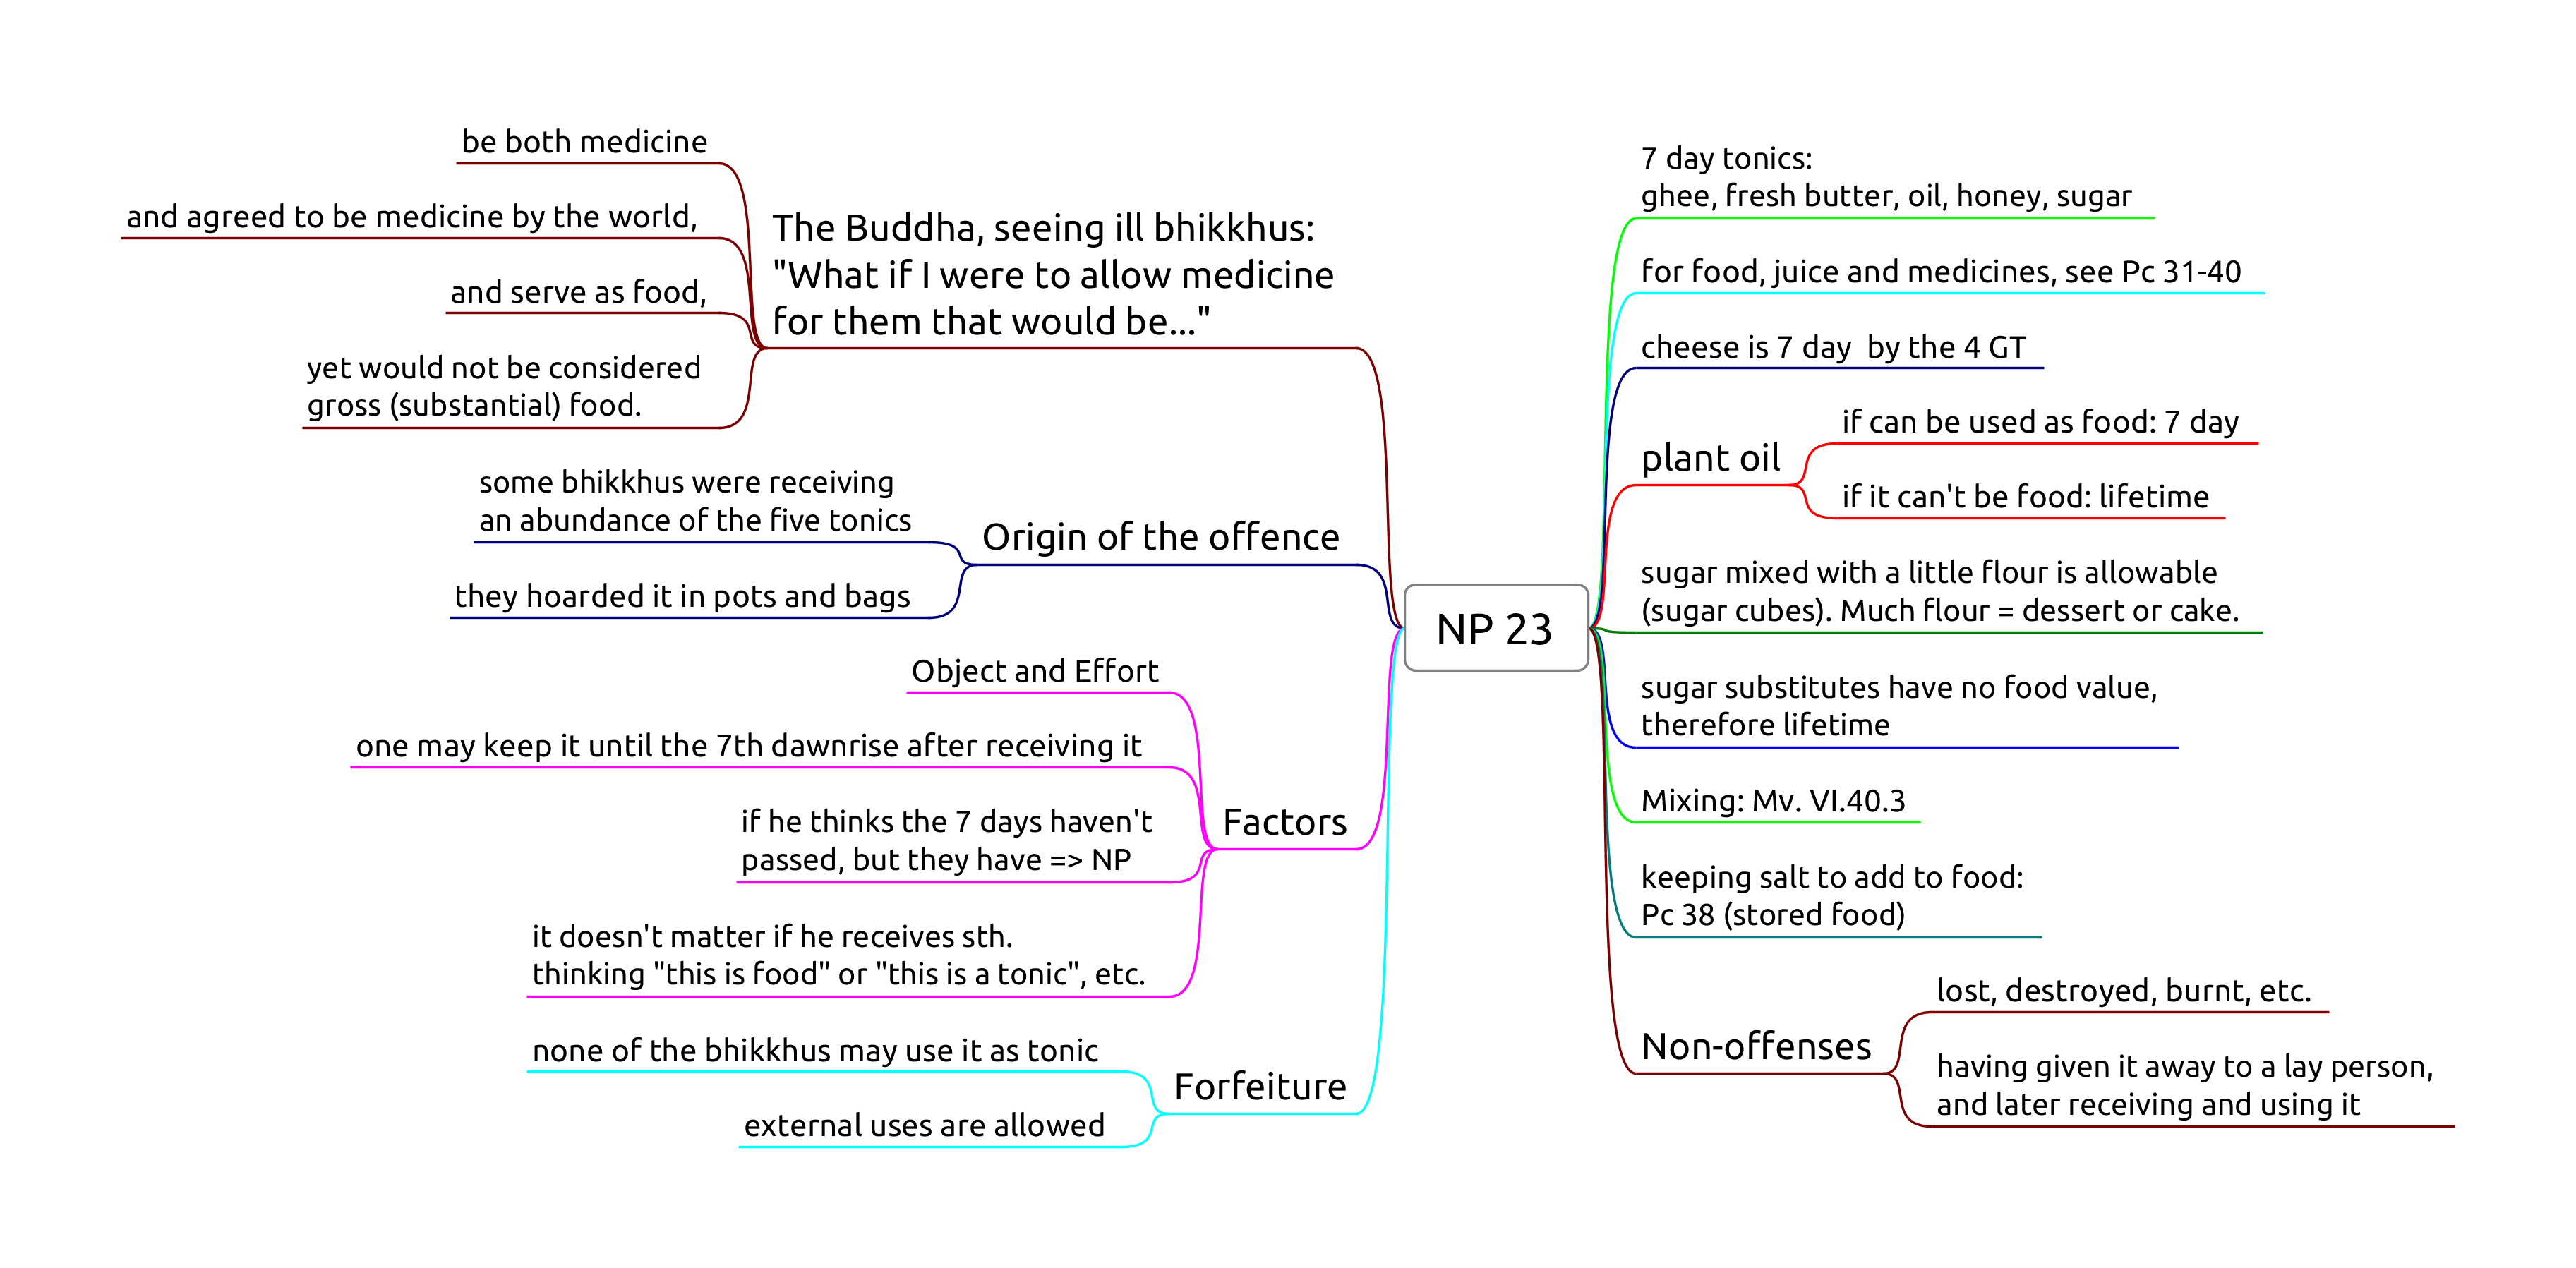 NP 23
The Buddha, seeing ill bhikkhus:
"What if I were to allow medicine
for them that would be..."
be both medicine
and agreed to be medicine by the world,
and serve as food,
yet would not be considered
gross (substantial) food.
Origin of the offence
some bhikkhus were receiving
an abundance of the five tonics
they hoarded it in pots and bags
Factors
Object and Effort
one may keep it until the 7th dawnrise after receiving it
if he thinks the 7 days haven't
passed, but they have => NP
it doesn't matter if he receives sth.
thinking "this is food" or "this is a tonic", etc.
Forfeiture
none of the bhikkhus may use it as tonic
external uses are allowed
7 day tonics:
ghee, fresh butter, oil, honey, sugar
for food, juice and medicines, see Pc 31-40
cheese is 7 day  by the 4 GT
plant oil
if can be used as food: 7 day
if it can't be food: lifetime
sugar mixed with a little flour is allowable
(sugar cubes). Much flour = dessert or cake.
sugar substitutes have no food value,
therefore lifetime
Mixing: Mv. VI.40.3
keeping salt to add to food:
Pc 38 (stored food)
Non-offenses
lost, destroyed, burnt, etc.
having given it away to a lay person,
and later receiving and using it